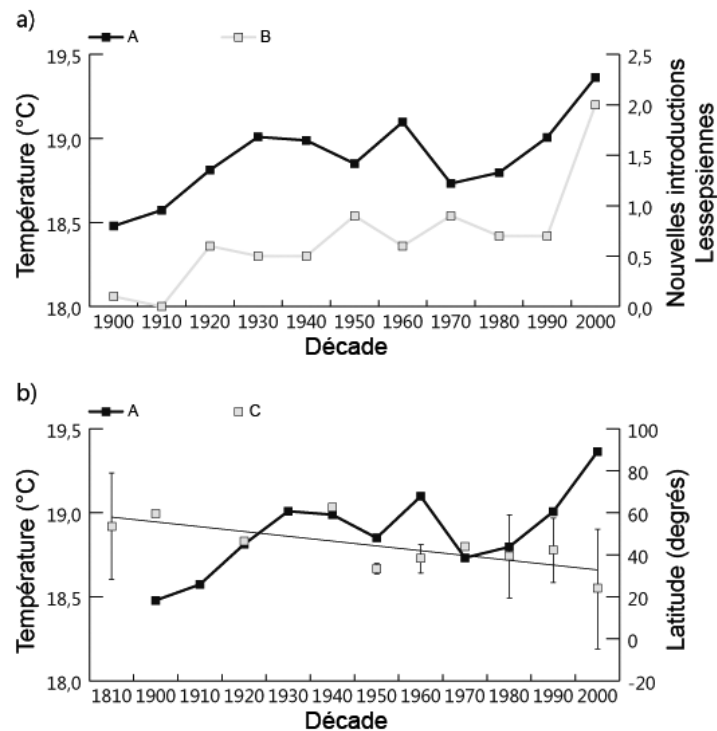 a)
A B
19,5
19,0
18,5
18,0
Température (°C)
2,5
2,0
1,5
1,0
0,5
0,0
Nouvelles introductions
Lessepsiennes
1900 1910 1920 1930 1940 1950 1960 1970 1980 1990 2000
Décade
b)
A C
19,5
19,0
18,5
18,0
Température (°C)
100
80
60
40
20
0
-20
Latitude (degrés)
1810 1900 1910 1920 1930 1940 1950 1960 1970 1980 1990 2000
Décade